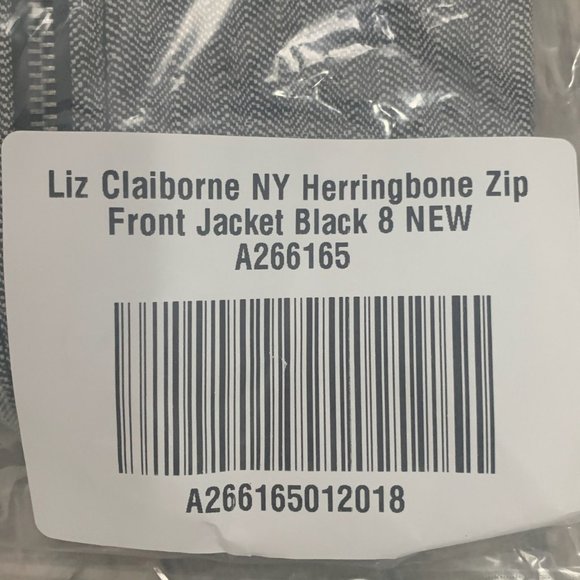 Liz Claiborne NY Herringbone Zip
Front Jacket Black 8 NEW
A266165
A266165012018